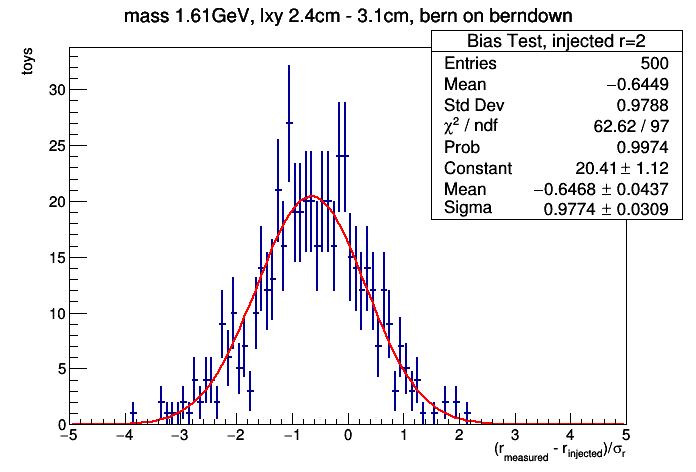 mass 1.61GeV, lxy 2.4cm - 3.1cm, bern on berndown
Bias Test, injected r=2
Entries 500
Mean −0.6449
Std Dev 0.9788
χ² / ndf 62.62 / 97
Prob 0.9974
Constant 20.41 ± 1.12
Mean −0.6468 ± 0.0437
Sigma 0.9774 ± 0.0309
toys
30
25
20
15
10
5
0
−5 −4 −3 −2 −1 0 1 2 3 4 5
(r_measured - r_injected)/σ_r